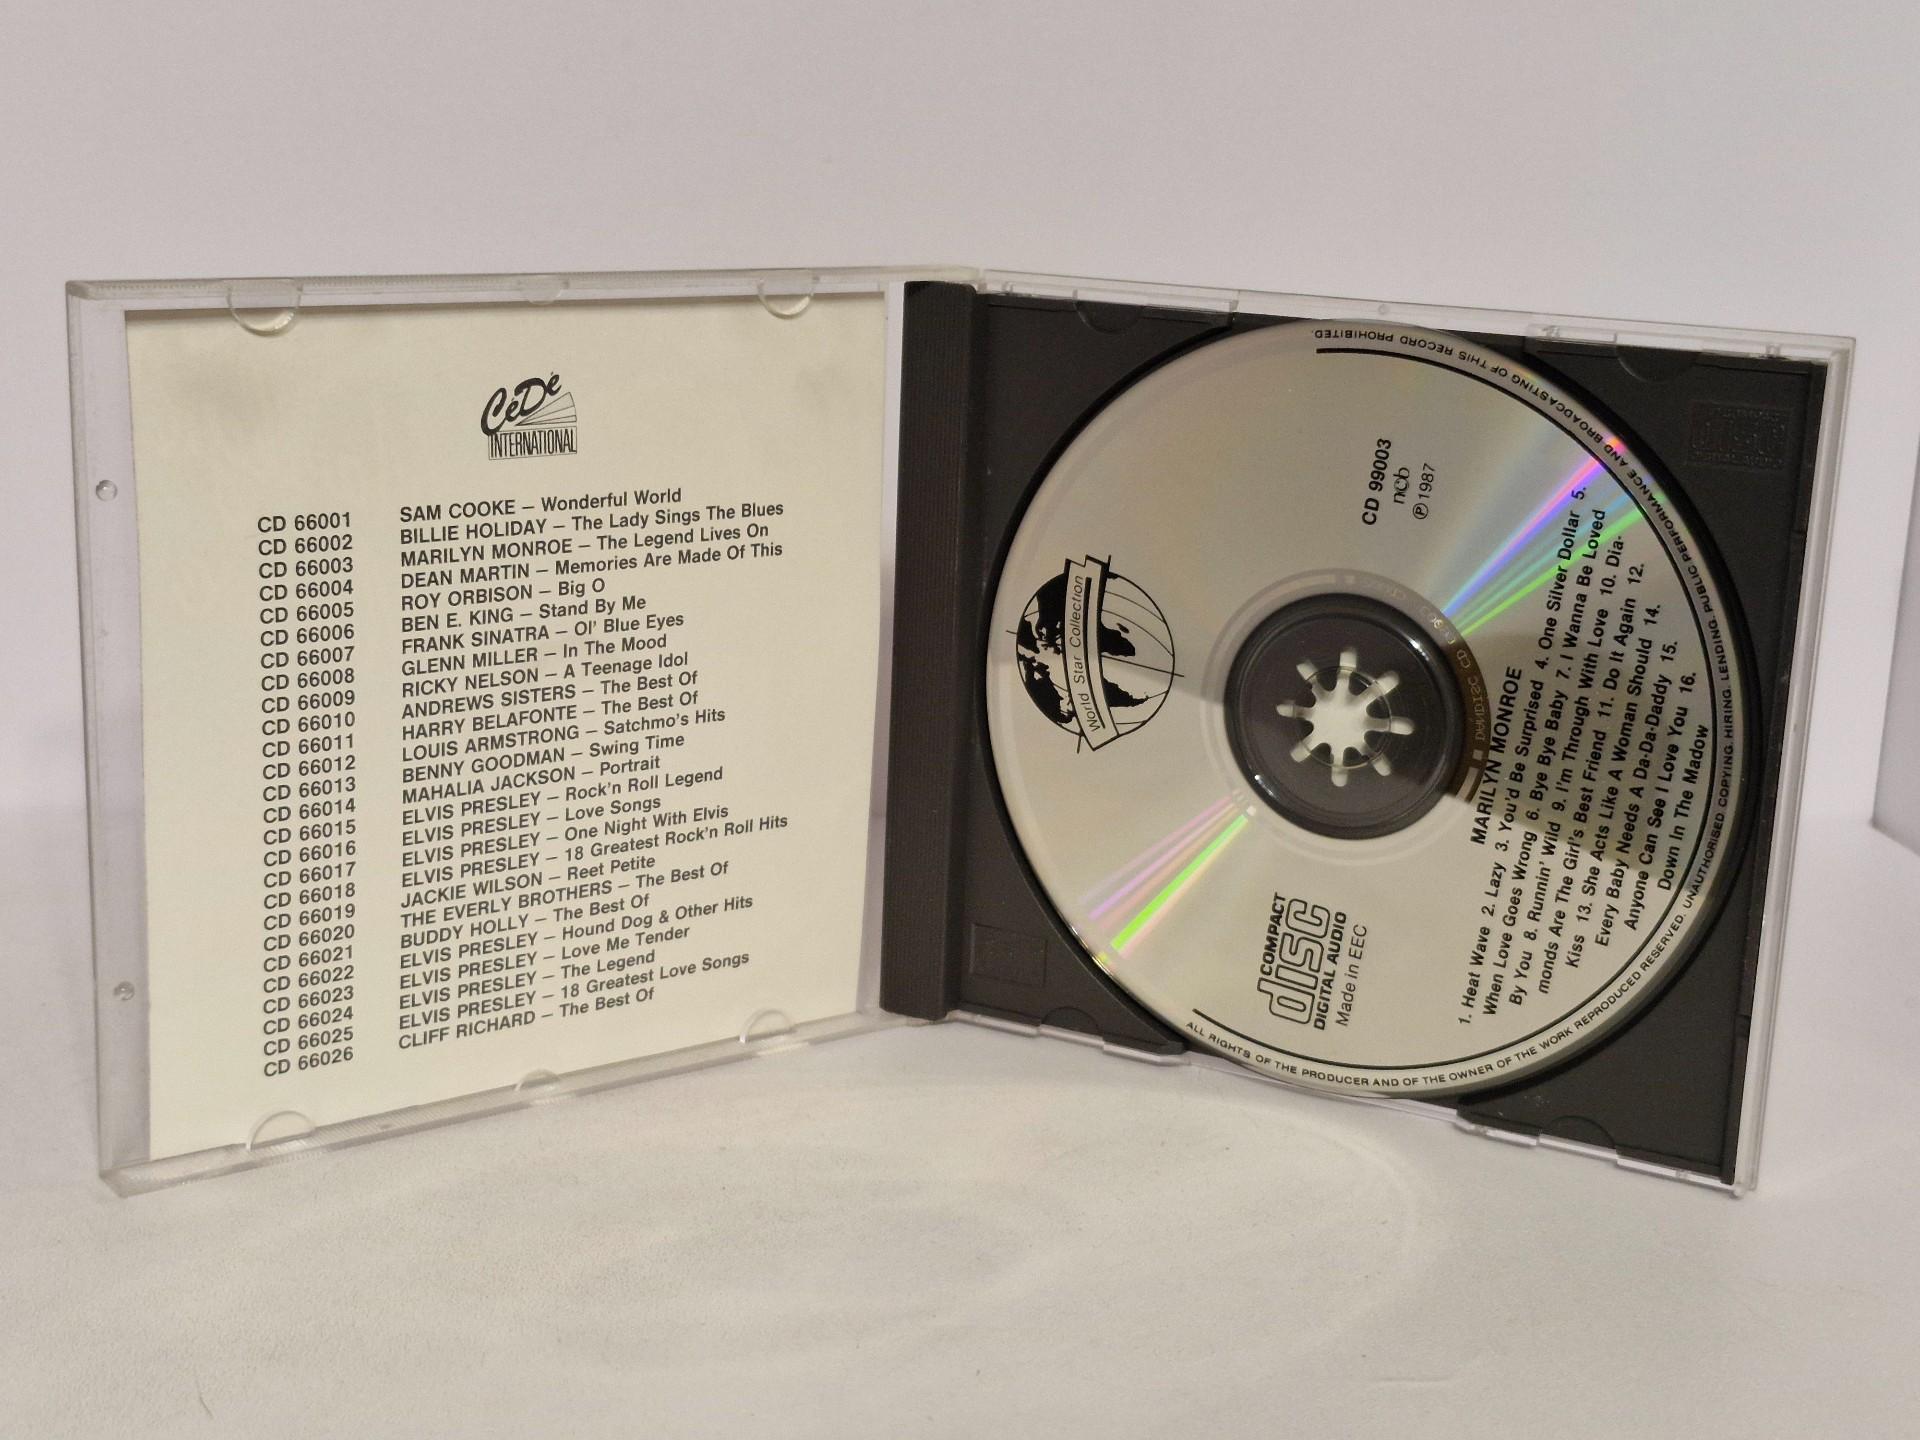 CéDé
INTERNATIONAL
CD 66001 SAM COOKE – Wonderful World
CD 66002 BILLIE HOLIDAY – The Lady Sings The Blues
CD 66003 MARILYN MONROE – The Legend Lives On
CD 66004 DEAN MARTIN – Memories Are Made Of This
CD 66005 ROY ORBISON – Big O
CD 66006 BEN E. KING – Stand By Me
CD 66007 FRANK SINATRA – Ol' Blue Eyes
CD 66008 GLENN MILLER – In The Mood
CD 66009 RICKY NELSON – A Teenage Idol
CD 66010 ANDREWS SISTERS – The Best Of
CD 66011 HARRY BELAFONTE – The Best Of
CD 66012 LOUIS ARMSTRONG – Satchmo's Hits
CD 66013 BENNY GOODMAN – Swing Time
CD 66014 MAHALIA JACKSON – Portrait
CD 66015 ELVIS PRESLEY – Rock'n Roll Legend
CD 66016 ELVIS PRESLEY – Love Songs
CD 66017 ELVIS PRESLEY – One Night With Elvis
CD 66018 ELVIS PRESLEY – 18 Greatest Rock'n Roll Hits
CD 66019 JACKIE WILSON – Reet Petite
CD 66020 THE EVERLY BROTHERS – The Best Of
CD 66021 BUDDY HOLLY – The Best Of
CD 66022 ELVIS PRESLEY – Hound Dog & Other Hits
CD 66023 ELVIS PRESLEY – Love Me Tender
CD 66024 ELVIS PRESLEY – The Legend
CD 66025 ELVIS PRESLEY – 18 Greatest Love Songs
CD 66026 CLIFF RICHARD – The Best Of
World Star Collection
CD 99003
ncb
℗ 1987
COMPACT
disc
DIGITAL AUDIO
Made in EEC
MARILYN MONROE
1. Heat Wave 2. Lazy 3. You'd Be Surprised 4. One Silver Dollar 5.
When Love Goes Wrong 6. Bye Bye Baby 7. I Wanna Be Loved
By You 8. Runnin' Wild 9. I'm Through With Love 10. Dia-
monds Are The Girl's Best Friend 11. Do It Again 12.
Kiss 13. She Acts Like A Woman Should 14.
Every Baby Needs A Da-Da-Daddy 15.
Anyone Can See I Love You 16.
Down In The Madow
ALL RIGHTS OF THE PRODUCER AND OF THE OWNER OF THE WORK REPRODUCED RESERVED. UNAUTHORISED COPYING. HIRING. LENDING. PUBLIC PERFORMANCE AND BROADCASTING OF THIS RECORD PROHIBITED.